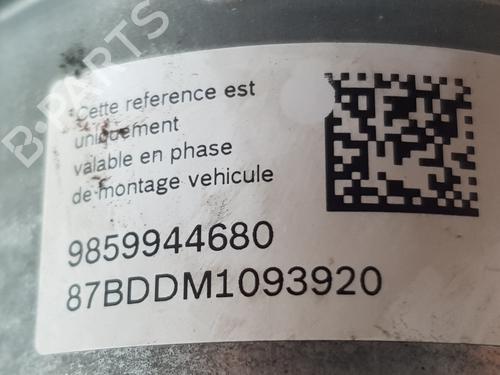 B-PARTS
*Cette reference est
uniquement
valable en phase
de montage vehicule
9859944680
87BDDM1093920